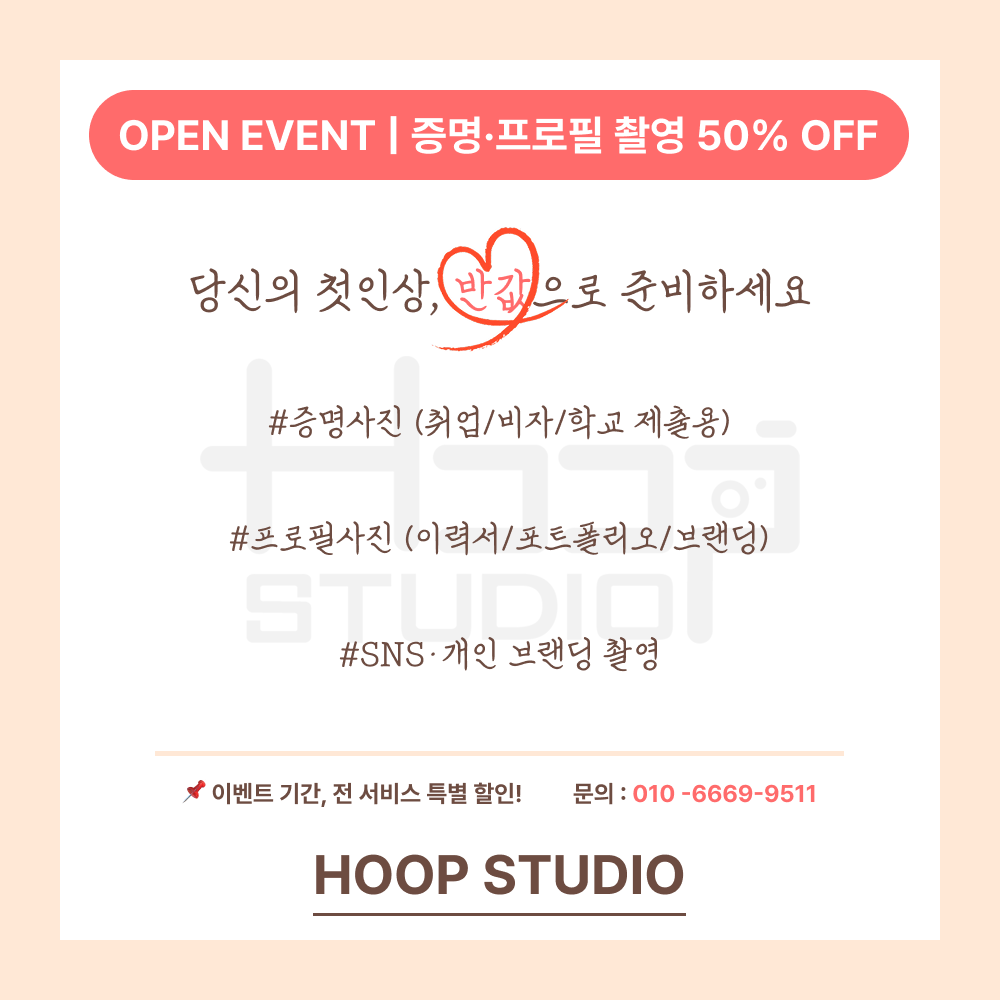 OPEN EVENT | 증명·프로필 촬영 50% OFF
당신의 첫인상, 반값으로 준비하세요
#증명사진 (취업/비자/학교 제출용)
#프로필사진 (이력서/포트폴리오/브랜딩)
#SNS·개인 브랜딩 촬영
Hoop
STUDIO
📌 이벤트 기간, 전 서비스 특별 할인! 문의 : 010 -6669-9511
HOOP STUDIO